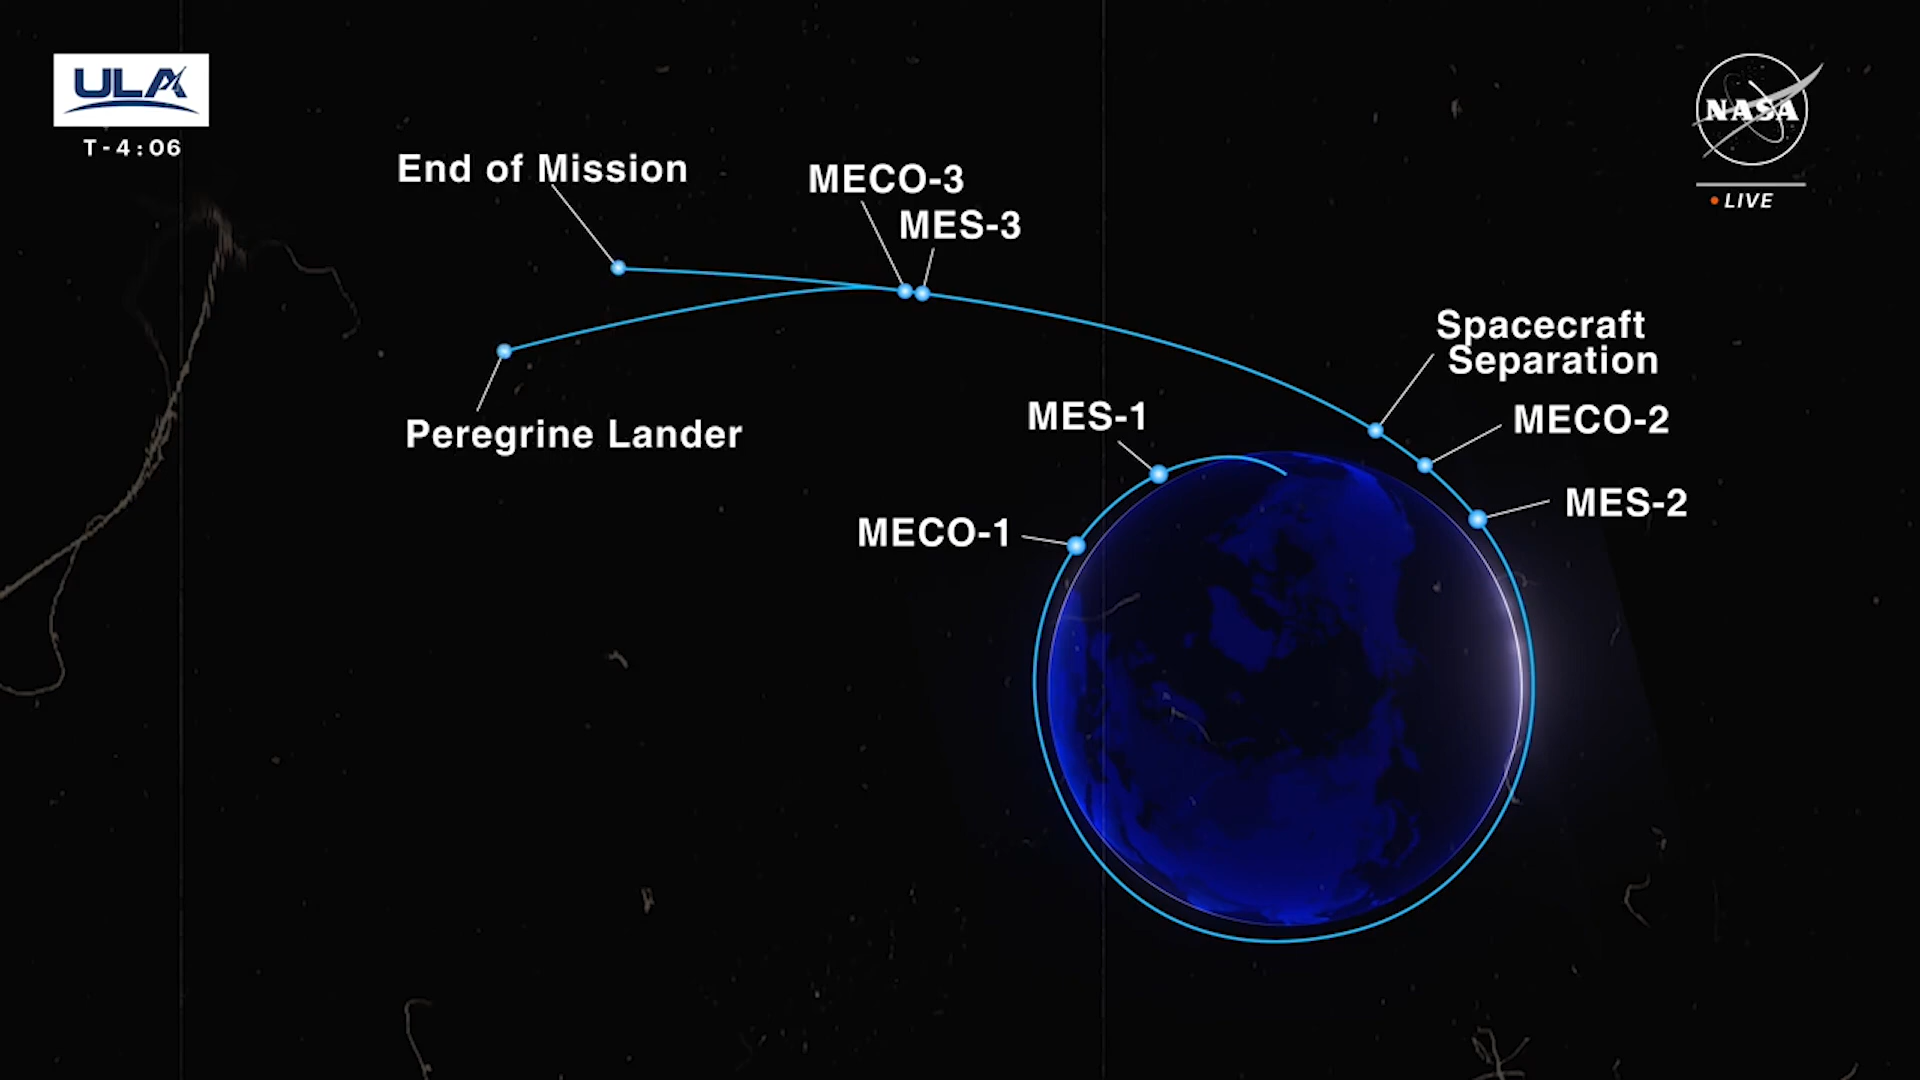 ULA
T-4:06
NASA
LIVE
End of Mission
MECO-3
MES-3
Peregrine Lander
Spacecraft
Separation
MES-1
MECO-2
MES-2
MECO-1